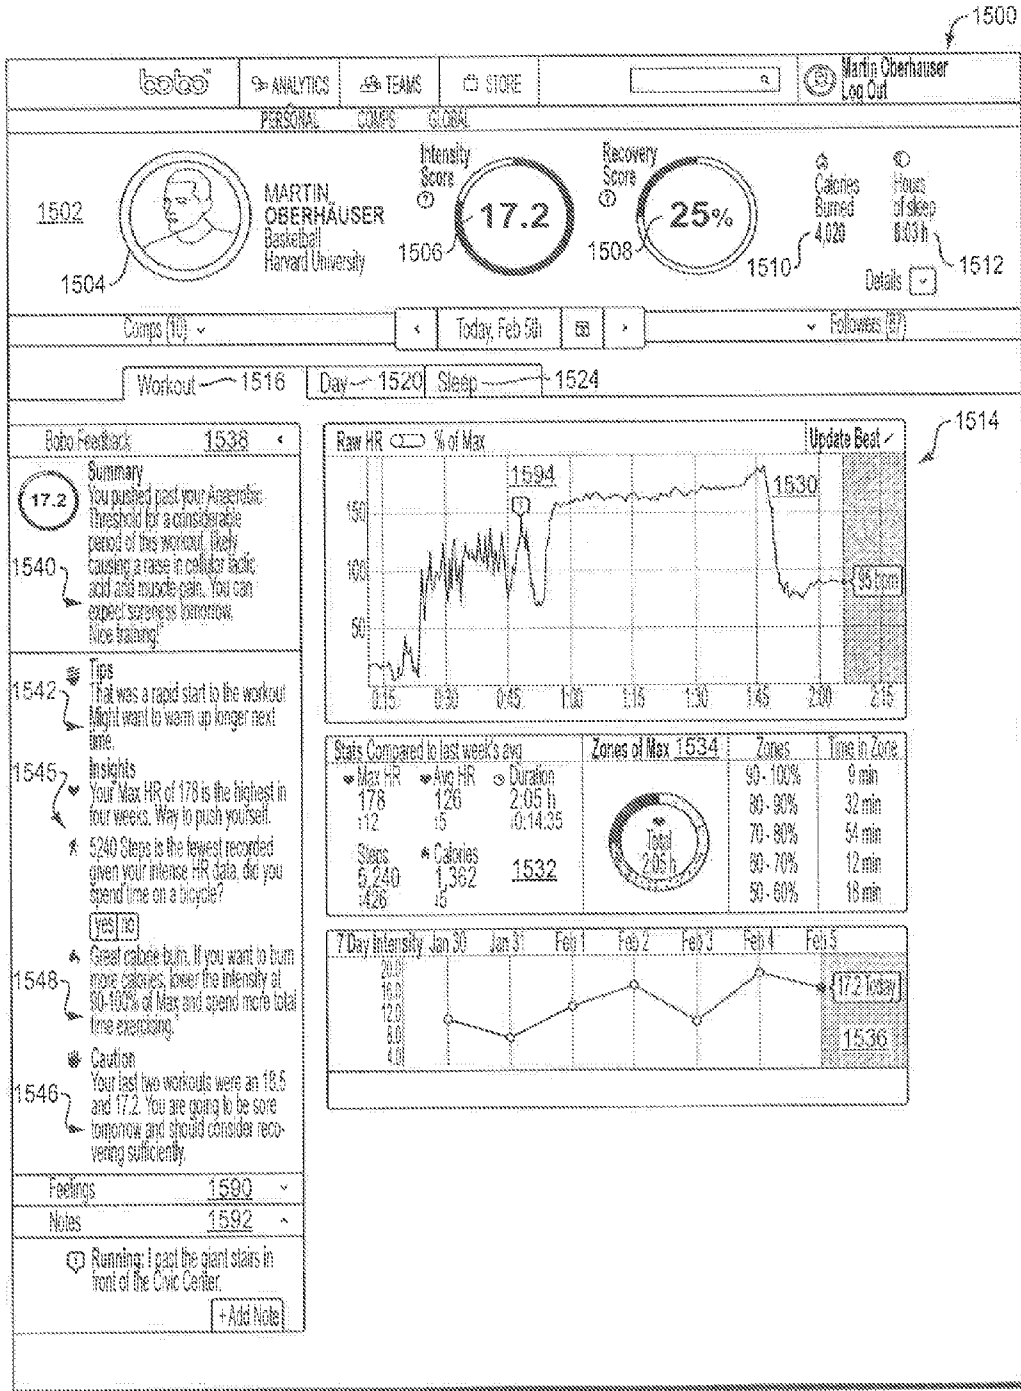 1500
bobo™
ANALYTICS
TEAMS
STORE
Martin Oberhauser
Log Out
PERSONAL
COMPS
GLOBAL
1502
1504
MARTIN
OBERHAUSER
Basketball
Harvard University
Intensity
Score
?
17.2
1506
Recovery
Score
?
25%
1508
Calories
Burned
4,020
1510
Hours
of sleep
8:03 h
1512
Details
Comps (10)
Today, Feb 5th
Followers (87)
Workout
1516
Day
1520
Sleep
1524
1514
Bobo Feedback
1538
17.2
Summary
You pushed past your Anaerobic
Threshold for a considerable
period of this workout, likely
causing a raise in cellular lactic
acid and muscle pain. You can
expect soreness tomorrow.
Nice training!
1540
Tips
That was a rapid start to the workout
Might want to warm up longer next
time.
1542
Insights
Your Max HR of 178 is the highest in
four weeks. Way to push yourself.
1545
5240 Steps is the fewest recorded
given your intense HR data, did you
spend time on a bicycle?
yes no
Great calorie burn. If you want to burn
more calories, lower the intensity at
90-100% of Max and spend more total
time exercising.
1548
Caution
Your last two workouts were an 18.5
and 17.2. You are going to be sore
tomorrow and should consider reco-
vering sufficiently.
1546
Feelings
1590
Notes
1592
Running: I past the giant stairs in
front of the Civic Center.
+Add Note
Raw HR
% of Max
Update Beat
1594
1530
150
100
50
95 bpm
0:15
0:30
0:45
1:00
1:15
1:30
1:45
2:00
2:15
Stats Compared to last week's avg
Max HR
178
12
Avg HR
126
5
Duration
2:05 h
0:14:35
Steps
5,240
426
Calories
1,362
5
1532
Zones of Max
1534
Total
2:05 h
Zones
Time in Zone
90 - 100%
9 min
80 - 90%
32 min
70 - 80%
54 min
60 - 70%
12 min
50 - 60%
18 min
7 Day Intensity
Jan 30
Jan 31
Feb 1
Feb 2
Feb 3
Feb 4
Feb 5
20.0
16.0
12.0
8.0
4.0
17.2 Today
1536